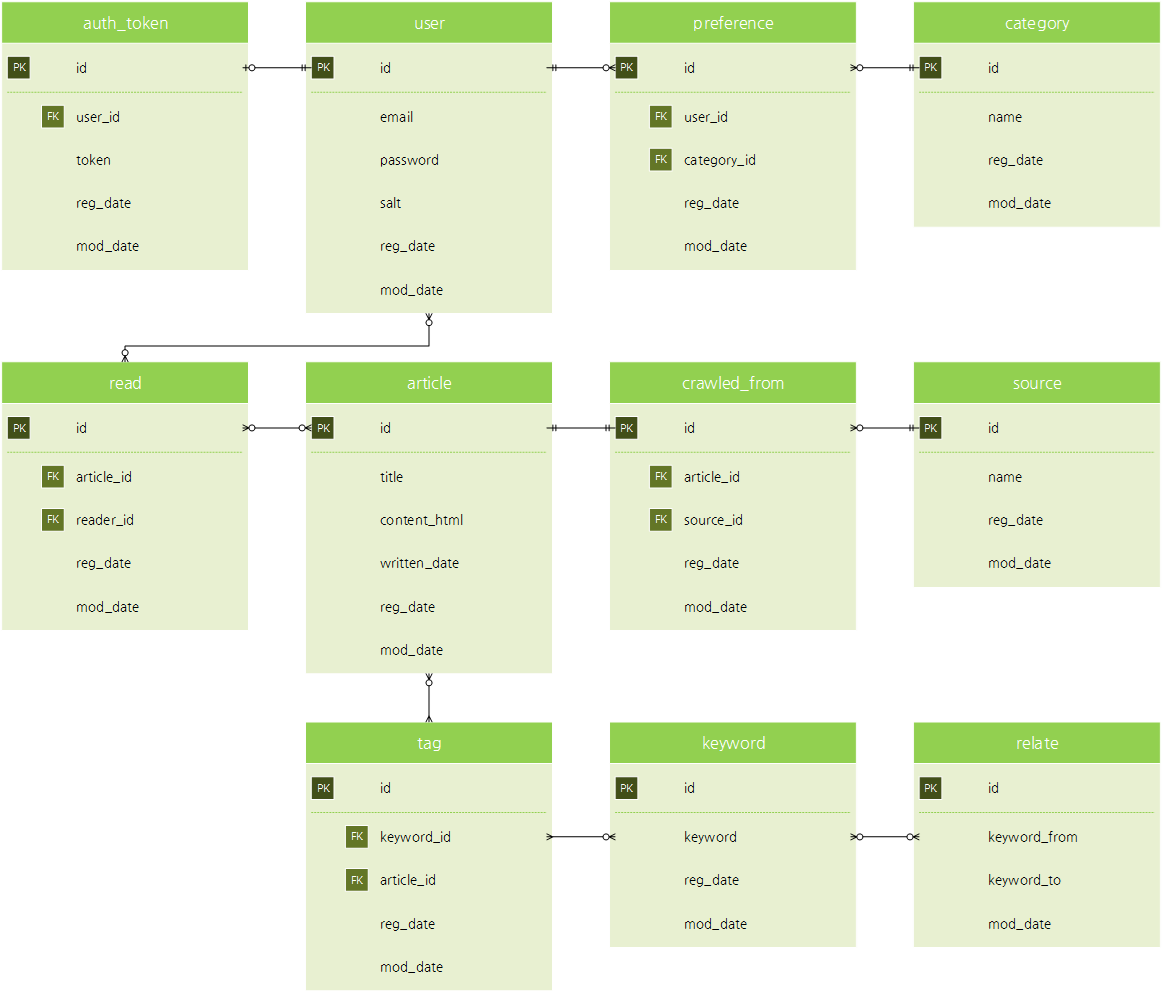 auth_token
PK id
FK user_id
token
reg_date
mod_date
user
PK id
email
password
salt
reg_date
mod_date
preference
PK id
FK user_id
FK category_id
reg_date
mod_date
category
PK id
name
reg_date
mod_date
read
PK id
FK article_id
FK reader_id
reg_date
mod_date
article
PK id
title
content_html
written_date
reg_date
mod_date
crawled_from
PK id
FK article_id
FK source_id
reg_date
mod_date
source
PK id
name
reg_date
mod_date
tag
PK id
FK keyword_id
FK article_id
reg_date
mod_date
keyword
PK id
keyword
reg_date
mod_date
relate
PK id
keyword_from
keyword_to
mod_date